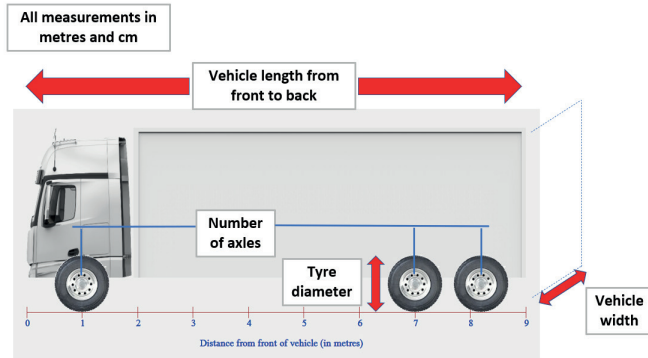 All measurements in
metres and cm
Vehicle length from
front to back
Number
of axles
Tyre
diameter
Vehicle
width
0 1 2 3 4 5 6 7 8 9
Distance from front of vehicle (in metres)